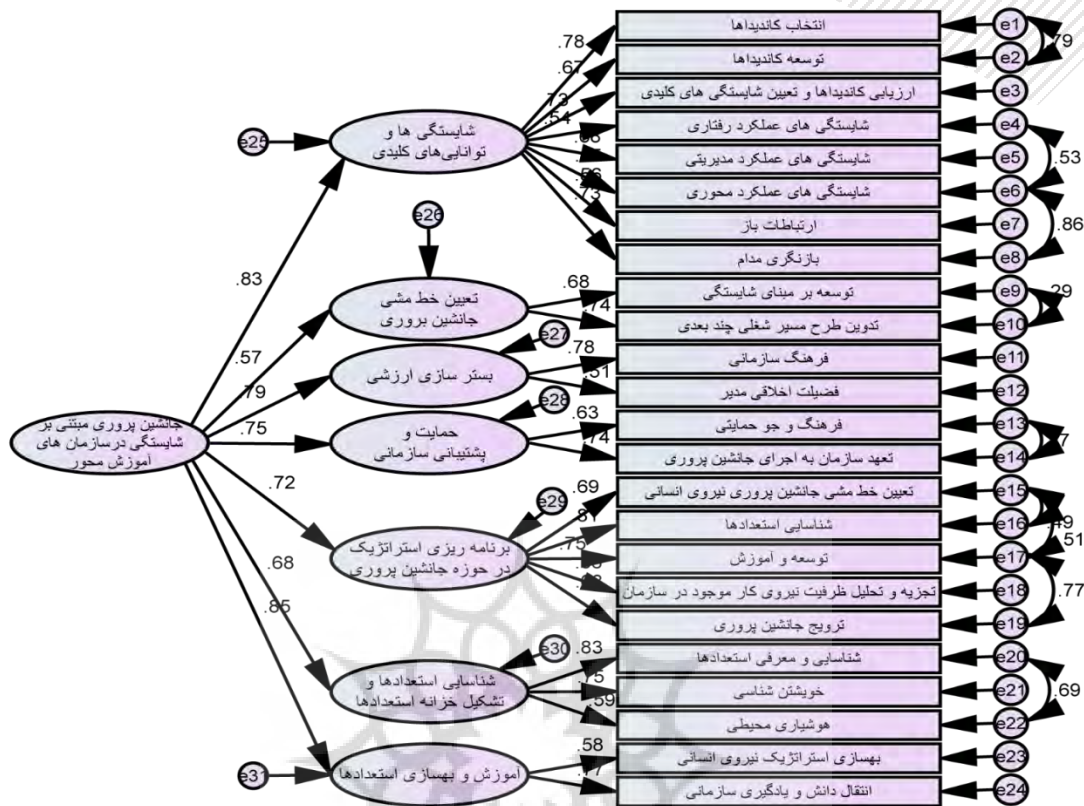 انتخاب کاندیداها
e1
.79
.78
توسعه کاندیداها
e2
.67
ارزیابی کاندیداها و تعیین شایستگی های کلیدی
e3
.73
شایستگی های عملکرد رفتاری
e4
.54
شایستگی ها و
توانایی‌های کلیدی
e25
شایستگی های عملکرد مدیریتی
e5
.53
شایستگی های عملکرد محوری
e6
.56
.73
ارتباطات باز
e7
.86
بازنگری مدام
e8
e26
.83
توسعه بر مبنای شایستگی
e9
.68
.29
تعیین خط مشی
جانشین بروری
تدوین طرح مسیر شغلی چند بعدی
e10
.74
e27
.57
فرهنگ سازمانی
e11
.78
بستر سازی ارزشی
.79
فضیلت اخلاقی مدیر
e12
.51
e28
جانشین پروری مبتنی بر
شایستگی درسازمان های
آموزش محور
.75
حمایت و
پشتیبانی سازمانی
فرهنگ و جو حمایتی
e13
.63
تعهد سازمان به اجرای جانشین پروری
e14
.74
.72
e29
تعیین خط مشی جانشین پروری نیروی انسانی
e15
.69
شناسایی استعدادها
e16
.49
برنامه ریزی استراتژیک
در حوزه جانشین پروری
توسعه و آموزش
e17
.75
.51
.68
تجزیه و تحلیل ظرفیت نیروی کار موجود در سازمان
e18
.77
.85
ترویج جانشین پروری
e19
e30
شناسایی و معرفی استعدادها
e20
.83
شناسایی استعدادها و
تشکیل خزانه استعدادها
خویشتن شناسی
e21
.75
.69
هوشیاری محیطی
e22
.59
بهسازی استراتژیک نیروی انسانی
e23
.58
e31
آموزش و بهسازی استعدادها
انتقال دانش و یادگیری سازمانی
e24
.77